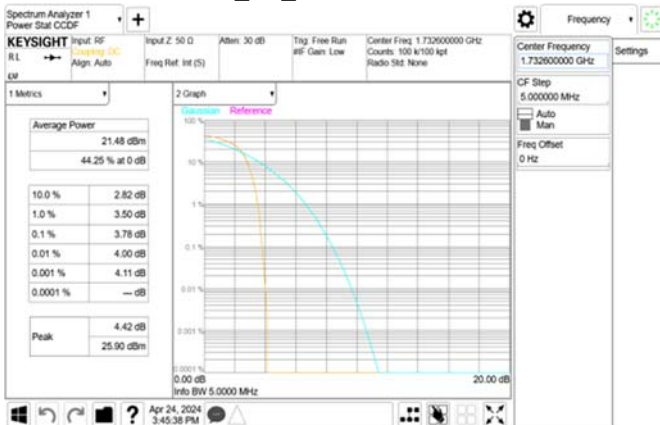 Spectrum Analyzer 1
Power Stat CCDF
KEYSIGHT
RL
Input: RF
Coupling: DC
Align: Auto
Input Z: 50 Ω
Freq Ref: Int (S)
Atten: 30 dB
Trig: Free Run
#IF Gain: Low
Center Freq: 1.732600000 GHz
Counts: 100 k/100 kpt
Radio Std: None
Frequency
Settings
Center Frequency
1.732600000 GHz
CF Step
5.000000 MHz
Auto
Man
Freq Offset
0 Hz
1 Metrics
Average Power
21.48 dBm
44.25 % at 0 dB
10.0 % 2.82 dB
1.0 % 3.50 dB
0.1 % 3.78 dB
0.01 % 4.00 dB
0.001 % 4.11 dB
0.0001 % --- dB
Peak
4.42 dB
25.90 dBm
2 Graph
Gaussian Reference
100 %
10 %
1 %
0.1 %
0.01 %
0.001 %
0.0001 %
0.00 dB
20.00 dB
Info BW 5.0000 MHz
Apr 24, 2024
3:45:38 PM